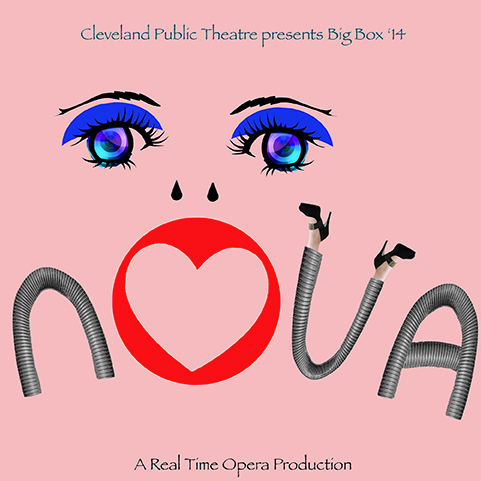 Cleveland Public Theatre presents Big Box ‘14
nOVA
A Real Time Opera Production